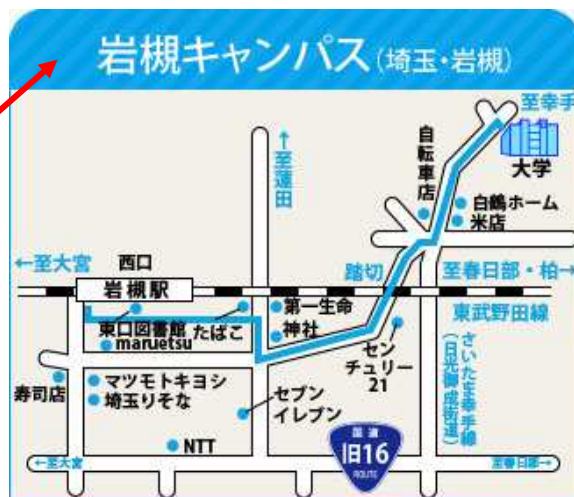 岩槻キャンパス(埼玉・岩槻)
至幸手
大学
自転車店
↑至蓮田
白鶴ホーム
米店
←至大宮
西口
踏切
至春日部・柏→
岩槻駅
第一生命
東武野田線
東口図書館
たばこ
神社
maruetsu
センチュリー21
さいたま幸手線
(日光御成街道)
寿司店
マツモトキヨシ
埼玉りそな
セブン
イレブン
NTT
国道
旧16
ROUTE
←至大宮
至春日部→